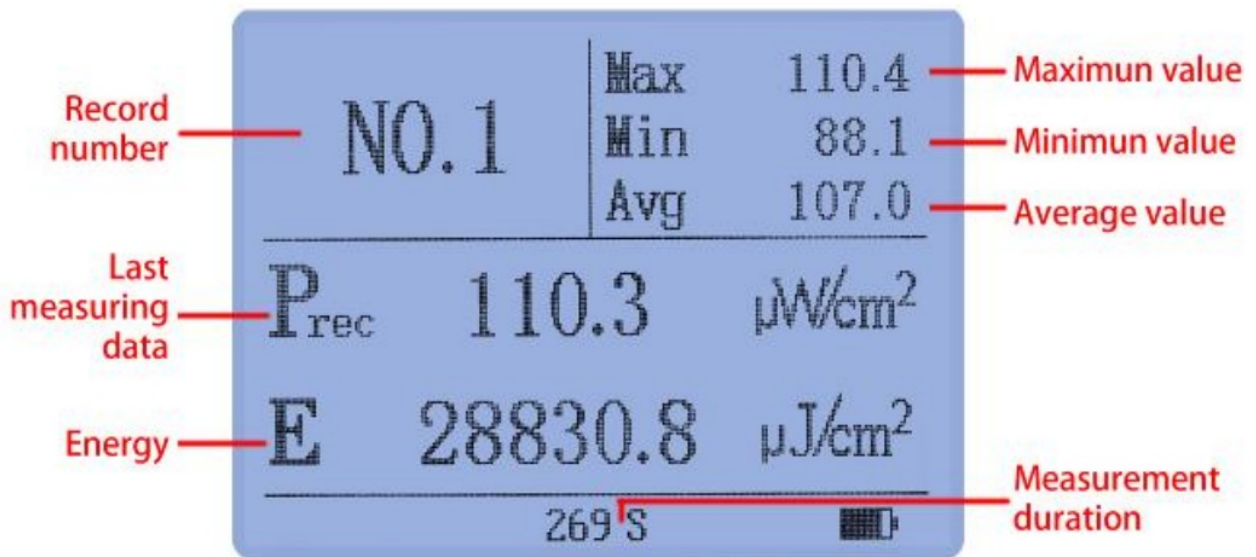 Record
number
NO.1
Max 110.4
Min 88.1
Avg 107.0
Maximun value
Minimun value
Average value
Last
measuring
data
Prec 110.3 μW/cm²
Energy
E 28830.8 μJ/cm²
269 S
Measurement
duration